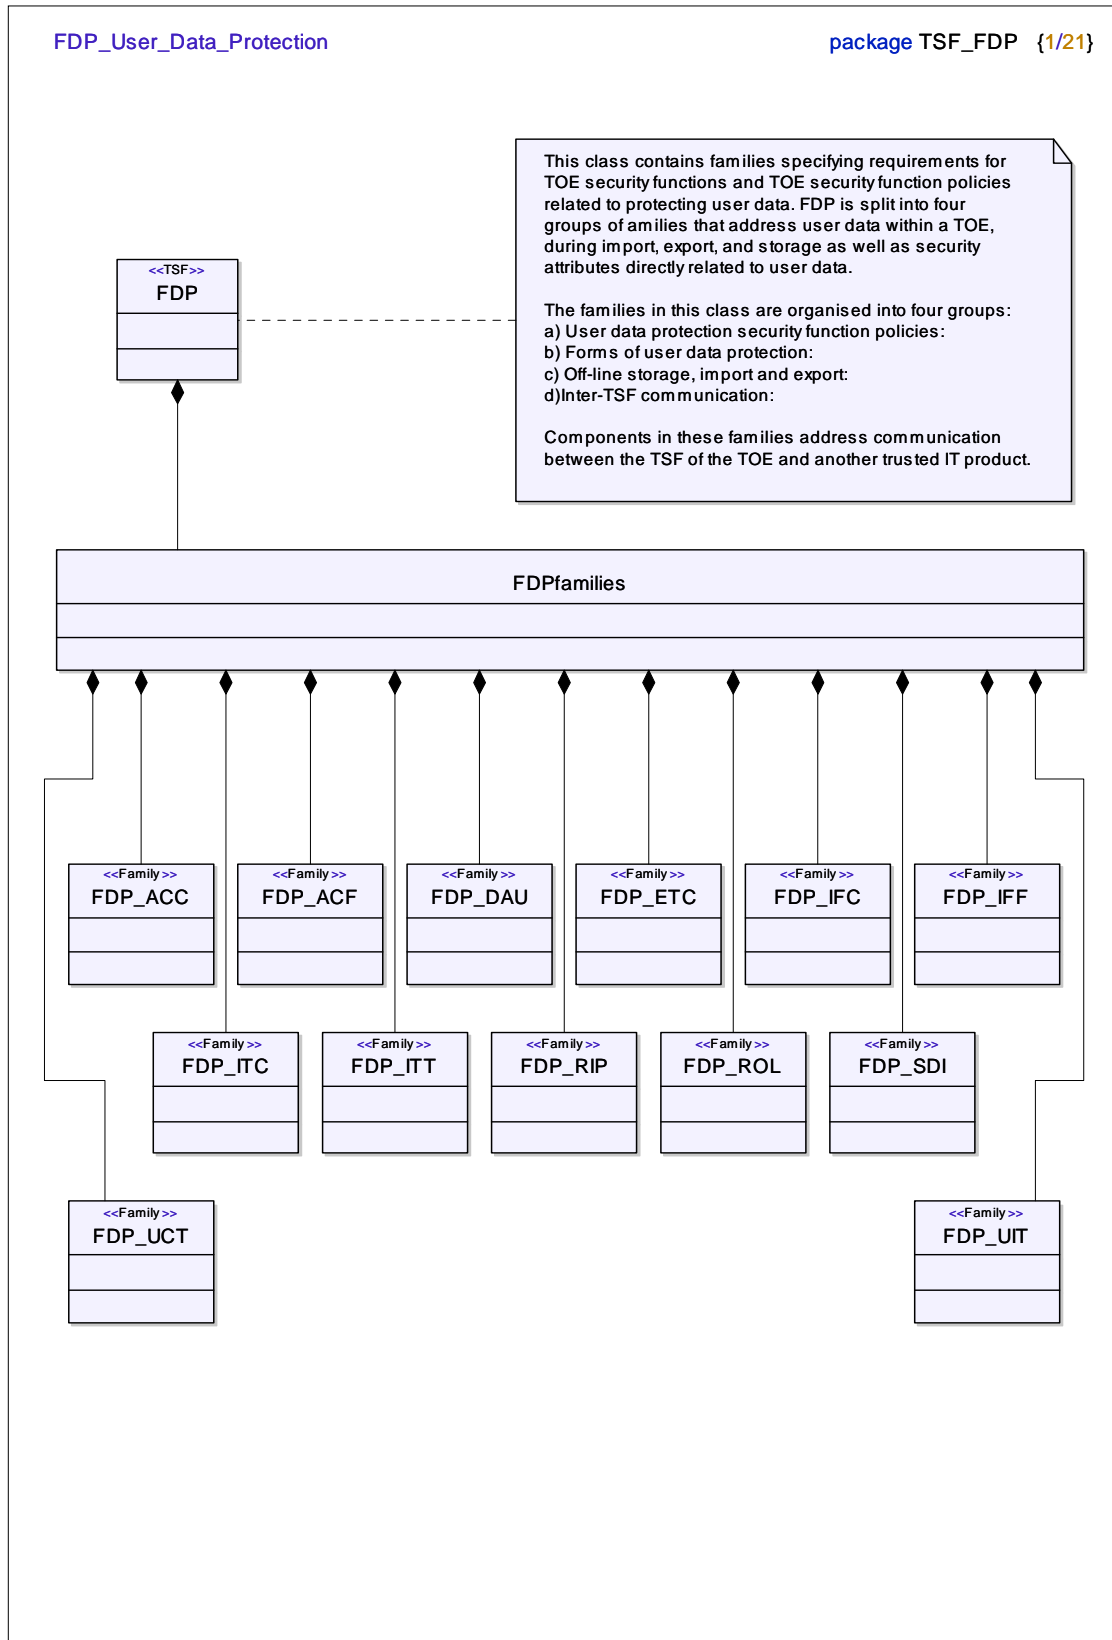 FDP_User_Data_Protection
package TSF_FDP {1/21}
This class contains families specifying requirements for
TOE security functions and TOE security function policies
related to protecting user data. FDP is split into four
groups of amilies that address user data within a TOE,
during import, export, and storage as well as security
attributes directly related to user data.
The families in this class are organised into four groups:
a) User data protection security function policies:
b) Forms of user data protection:
c) Off-line storage, import and export:
d)Inter-TSF communication:
Components in these families address communication
between the TSF of the TOE and another trusted IT product.
<<TSF>>
FDP
FDPfamilies
<<Family>>
FDP_ACC
<<Family>>
FDP_ACF
<<Family>>
FDP_DAU
<<Family>>
FDP_ETC
<<Family>>
FDP_IFC
<<Family>>
FDP_IFF
<<Family>>
FDP_ITC
<<Family>>
FDP_ITT
<<Family>>
FDP_RIP
<<Family>>
FDP_ROL
<<Family>>
FDP_SDI
<<Family>>
FDP_UCT
<<Family>>
FDP_UIT